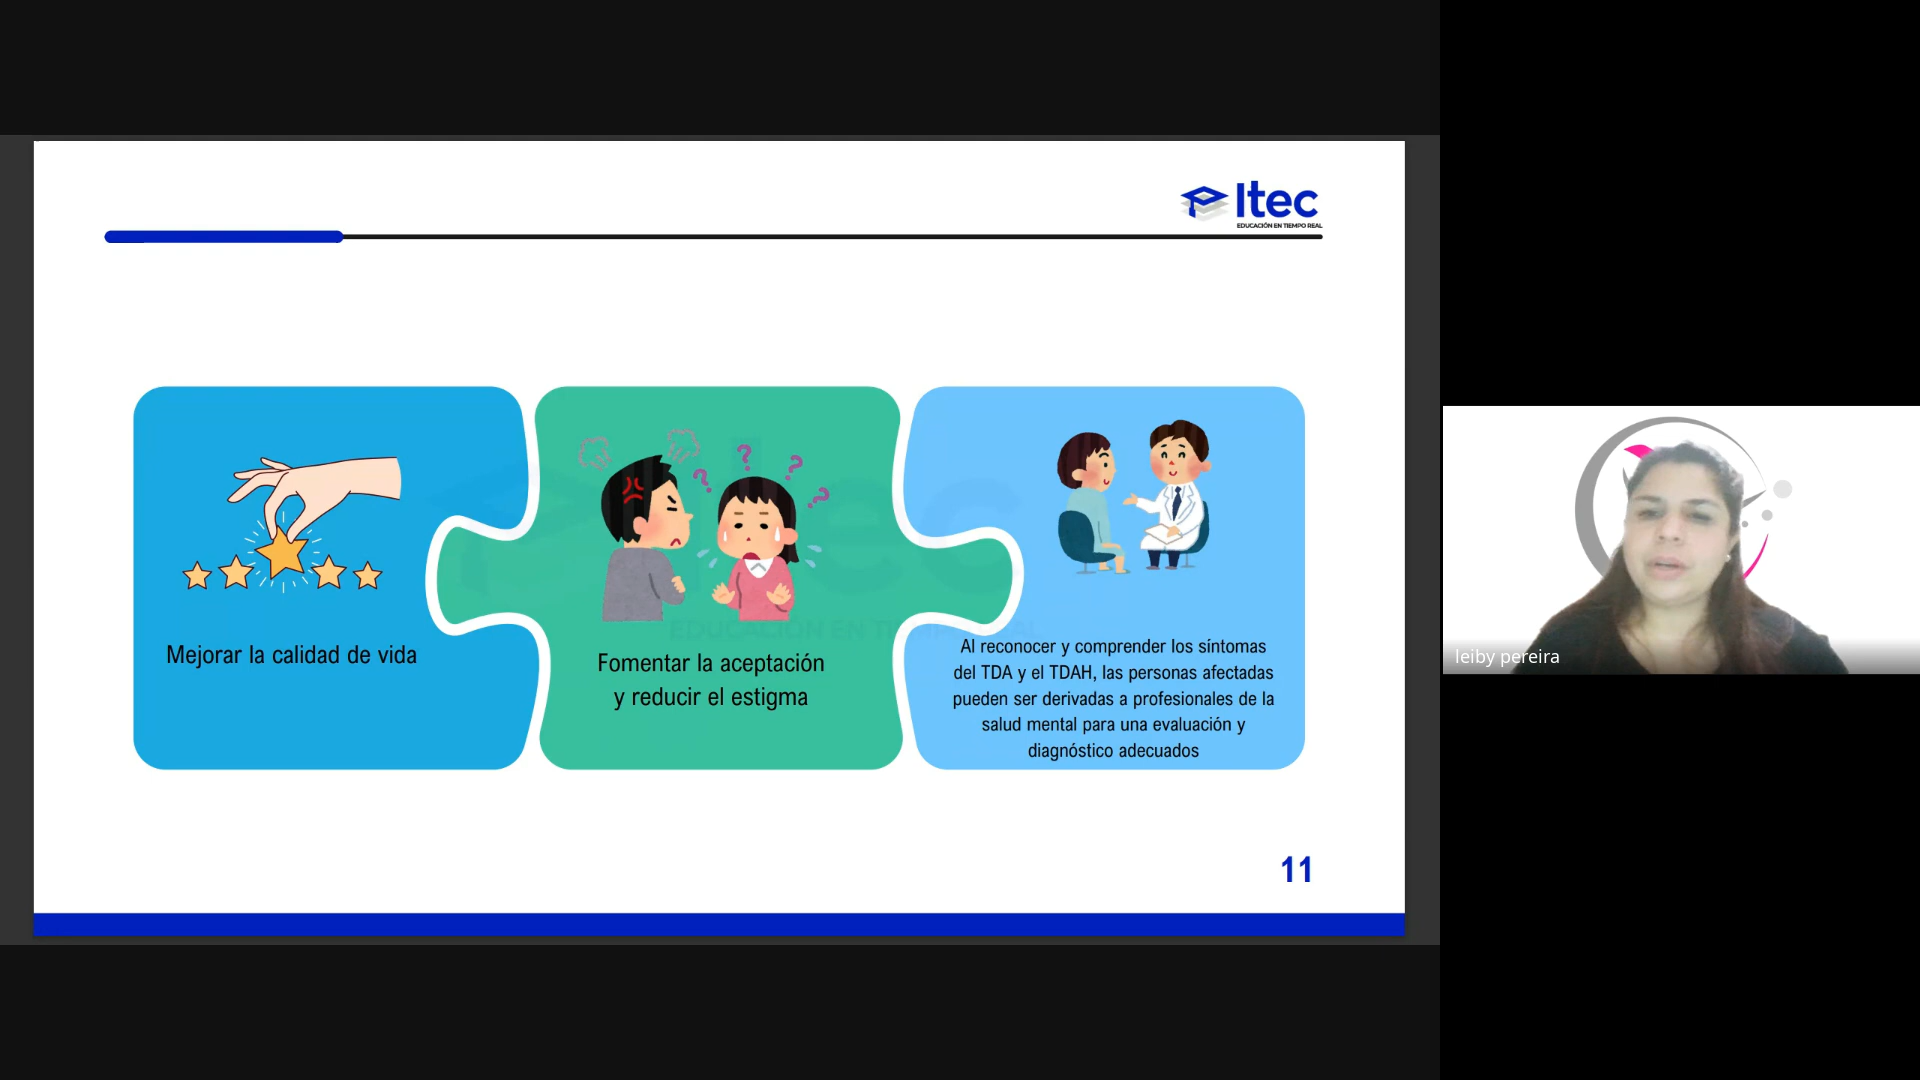 Itec
EDUCACIÓN EN TIEMPO REAL
Mejorar la calidad de vida
Fomentar la aceptación
y reducir el estigma
Al reconocer y comprender los síntomas
del TDA y el TDAH, las personas afectadas
pueden ser derivadas a profesionales de la
salud mental para una evaluación y
diagnóstico adecuados
11
leiby pereira